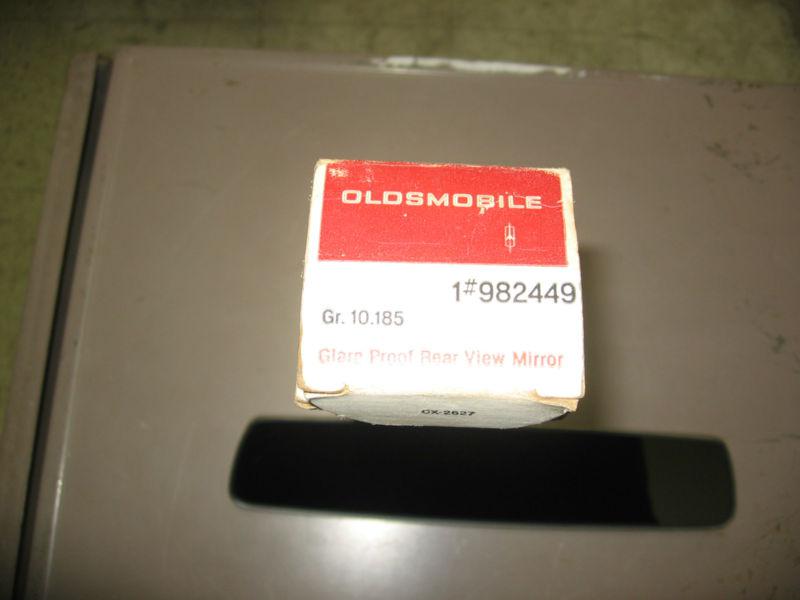 OLDSMOBILE
1#982449
Gr. 10.185
Glare Proof Rear View Mirror
CX-2627